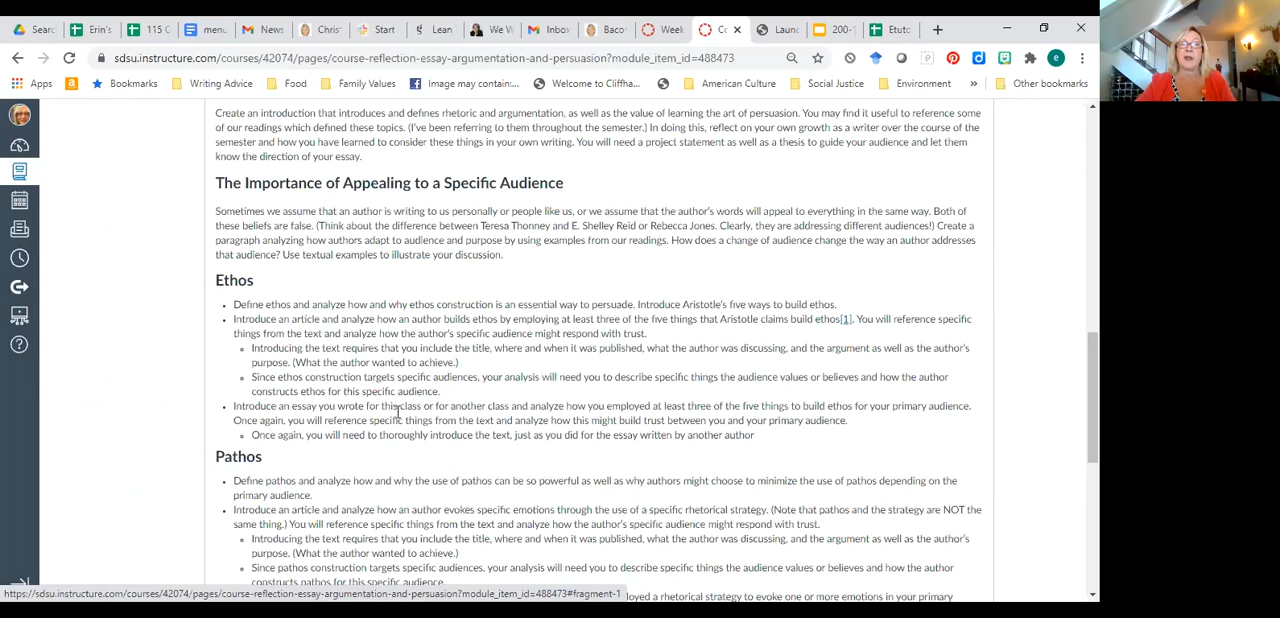 Searc
Erin's
115 C
menu
News
Chris
Start
Lean
We W
Inbo
Baco
Week
Co
Launc
200-
Etuto
sdsu.instructure.com/courses/42074/pages/course-reflection-essay-argumentation-and-persuasion?module_item_id=488473
e
Apps
Bookmarks
Writing Advice
Food
Family Values
Image may contain:...
Welcome to Cliffha...
American Culture
Social Justice
Environment
»
Other bookmarks
Create an introduction that introduces and defines rhetoric and argumentation, as well as the value of learning the art of persuasion. You may find it useful to reference some
of our readings which defined these topics. (I've been referring to them throughout the semester.) In doing this, reflect on your own growth as a writer over the course of the
semester and how you have learned to consider these things in your own writing. You will need a project statement as well as a thesis to guide your audience and let them
know the direction of your essay.
The Importance of Appealing to a Specific Audience
Sometimes we assume that an author is writing to us personally or people like us, or we assume that the author's words will appeal to everything in the same way. Both of
these beliefs are false. (Think about the difference between Teresa Thonney and E. Shelley Reid or Rebecca Jones. Clearly, they are addressing different audiences!) Create a
paragraph analyzing how authors adapt to audience and purpose by using examples from our readings. How does a change of audience change the way an author addresses
that audience? Use textual examples to illustrate your discussion.
Ethos
• Define ethos and analyze how and why ethos construction is an essential way to persuade. Introduce Aristotle's five ways to build ethos.
• Introduce an article and analyze how an author builds ethos by employing at least three of the five things that Aristotle claims build ethos[1]. You will reference specific
things from the text and analyze how the author's specific audience might respond with trust.
Introducing the text requires that you include the title, where and when it was published, what the author was discussing, and the argument as well as the author's
purpose. (What the author wanted to achieve.)
Since ethos construction targets specific audiences, your analysis will need you to describe specific things the audience values or believes and how the author
constructs ethos for this specific audience.
• Introduce an essay you wrote for this class or for another class and analyze how you employed at least three of the five things to build ethos for your primary audience.
Once again, you will reference specific things from the text and analyze how this might build trust between you and your primary audience.
Once again, you will need to thoroughly introduce the text, just as you did for the essay written by another author
Pathos
• Define pathos and analyze how and why the use of pathos can be so powerful as well as why authors might choose to minimize the use of pathos depending on the
primary audience.
• Introduce an article and analyze how an author evokes specific emotions through the use of a specific rhetorical strategy. (Note that pathos and the strategy are NOT the
same thing.) You will reference specific things from the text and analyze how the author's specific audience might respond with trust.
Introducing the text requires that you include the title, where and when it was published, what the author was discussing, and the argument as well as the author's
purpose. (What the author wanted to achieve.)
Since pathos construction targets specific audiences, your analysis will need you to describe specific things the audience values or believes and how the author
constructs pathos for this specific audience.
ployed a rhetorical strategy to evoke one or more emotions in your primary
https://sdsu.instructure.com/courses/42074/pages/course-reflection-essay-argumentation-and-persuasion?module_item_id=488473#fragment-1